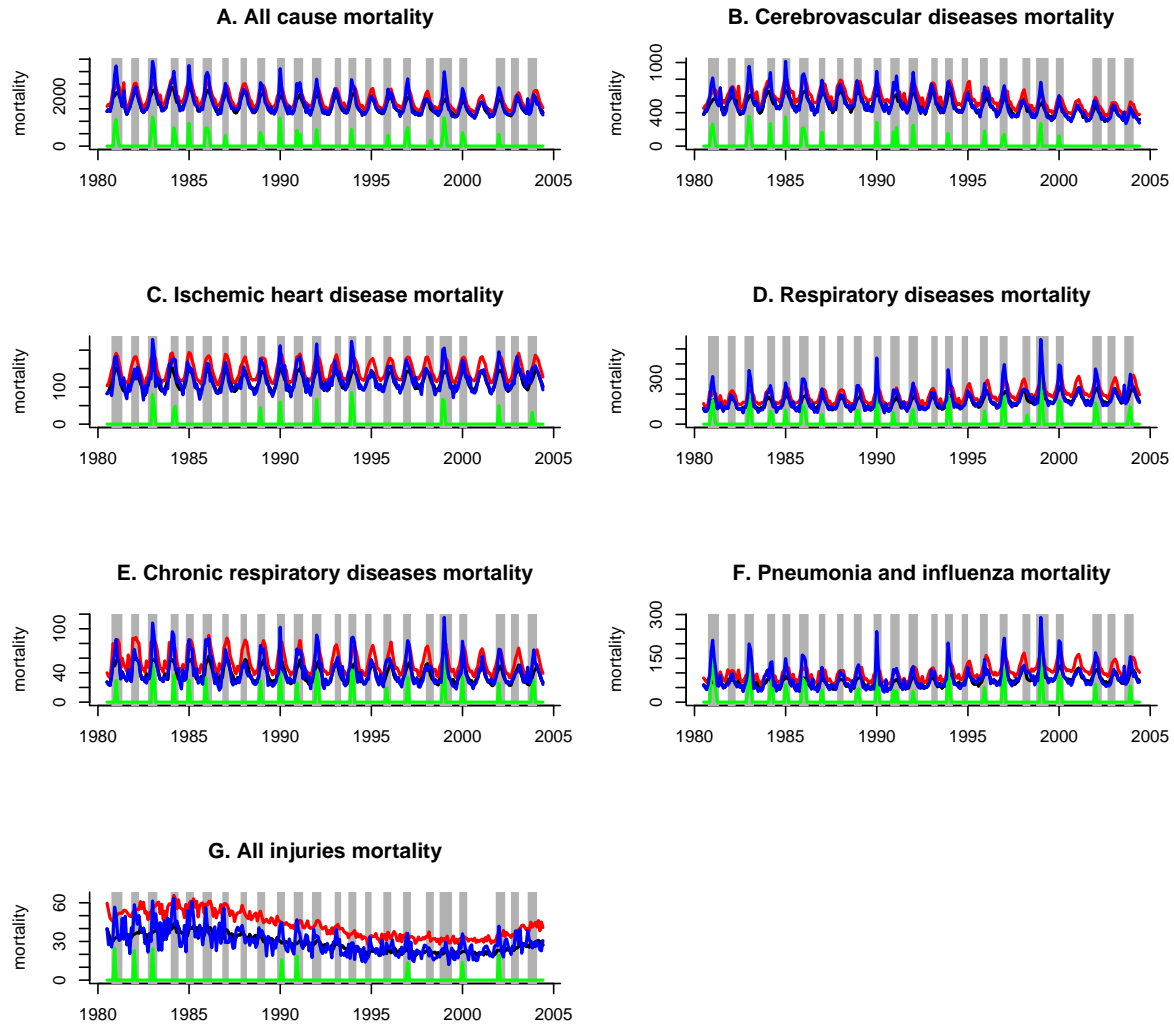 A. All cause mortality
mortality
0 2000
1980 1985 1990 1995 2000 2005
B. Cerebrovascular diseases mortality
mortality
0 400 1000
1980 1985 1990 1995 2000 2005
C. Ischemic heart disease mortality
mortality
0 100
1980 1985 1990 1995 2000 2005
D. Respiratory diseases mortality
mortality
0 300
1980 1985 1990 1995 2000 2005
E. Chronic respiratory diseases mortality
mortality
0 40 100
1980 1985 1990 1995 2000 2005
F. Pneumonia and influenza mortality
mortality
0 150 300
1980 1985 1990 1995 2000 2005
G. All injuries mortality
mortality
0 30 60
1980 1985 1990 1995 2000 2005